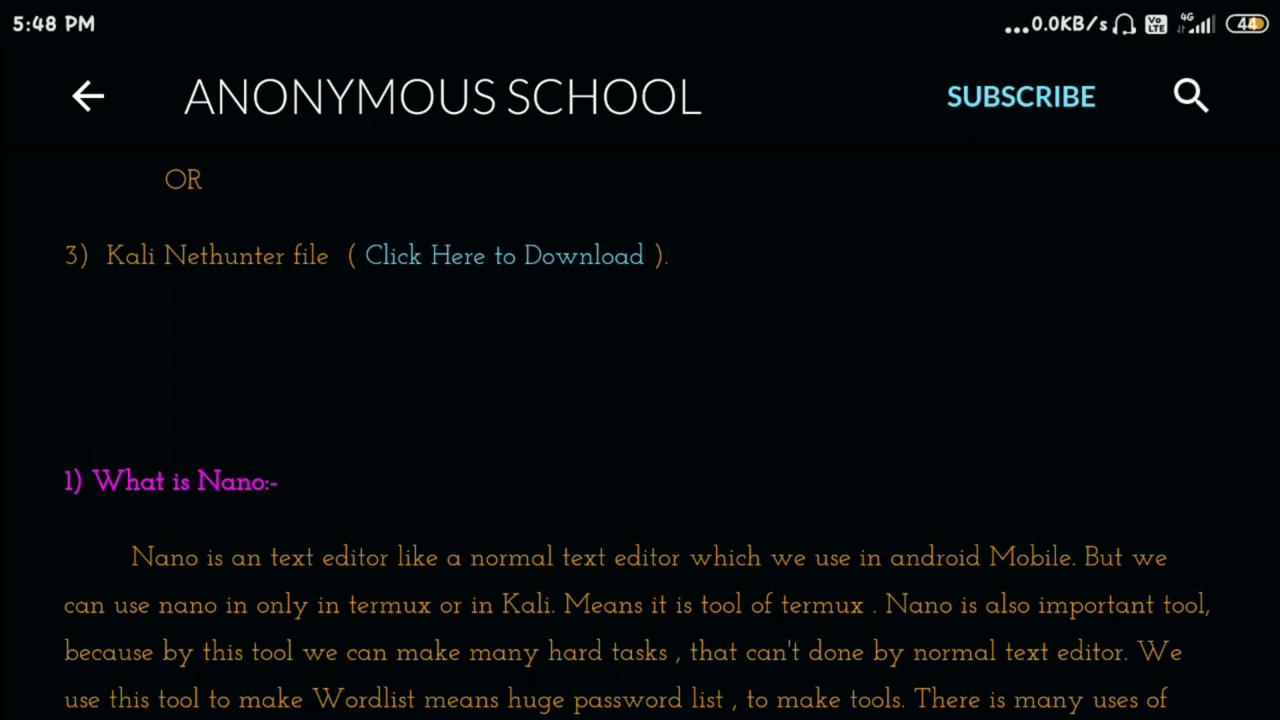 5:48 PM ...0.0KB/s Vo LTE 4G 44
ANONYMOUS SCHOOL SUBSCRIBE
OR
3) Kali Nethunter file ( Click Here to Download ).
1) What is Nano:-
Nano is an text editor like a normal text editor which we use in android Mobile. But we
can use nano in only in termux or in Kali. Means it is tool of termux . Nano is also important tool,
because by this tool we can make many hard tasks , that can't done by normal text editor. We
use this tool to make Wordlist means huge password list , to make tools. There is many uses of